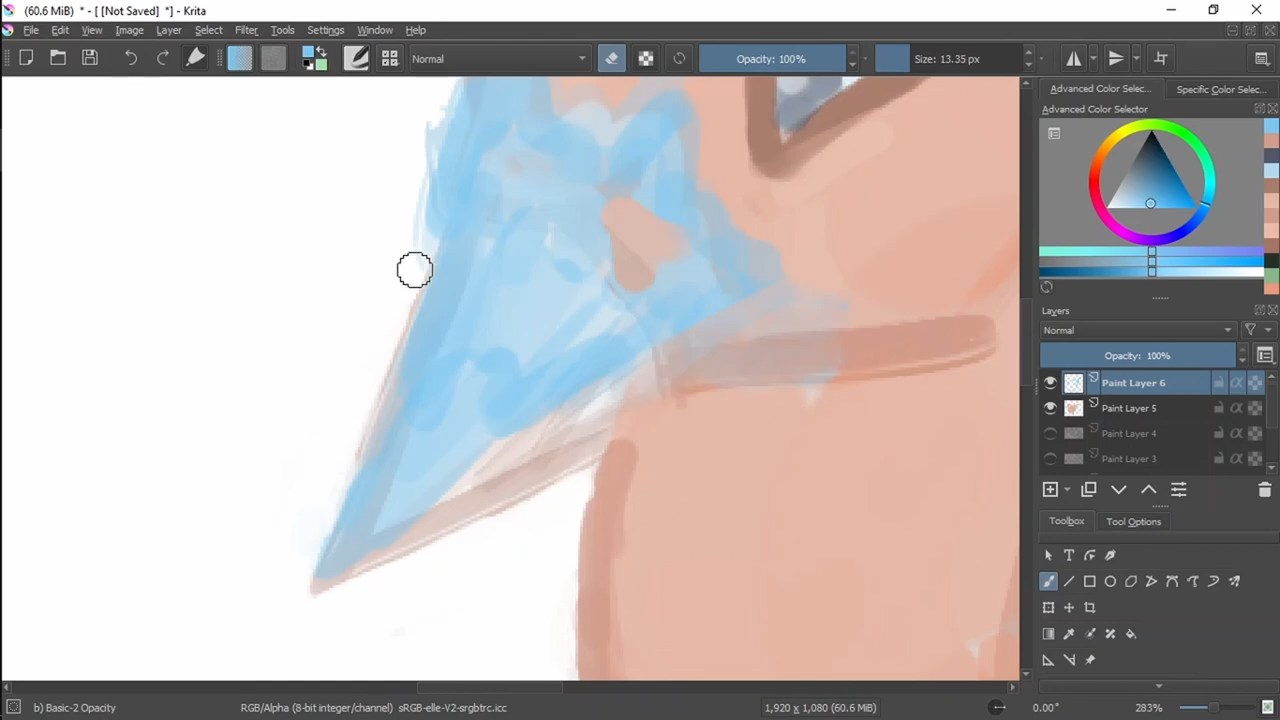 (60.6 MiB) * - [ [Not Saved] *] - Krita
File Edit View Image Layer Select Filter Tools Settings Window Help
Normal Opacity: 100% Size: 13.35 px
Advanced Color Selec... Specific Color Selec...
Advanced Color Selector
Layers
Normal
Opacity: 100%
Paint Layer 6
Paint Layer 5
Paint Layer 4
Paint Layer 3
Toolbox Tool Options
b) Basic-2 Opacity RGB/Alpha (8-bit integer/channel) sRGB-elle-V2-srgbtrc.icc 1,920 x 1,080 (60.6 MiB) 0.00° 283%